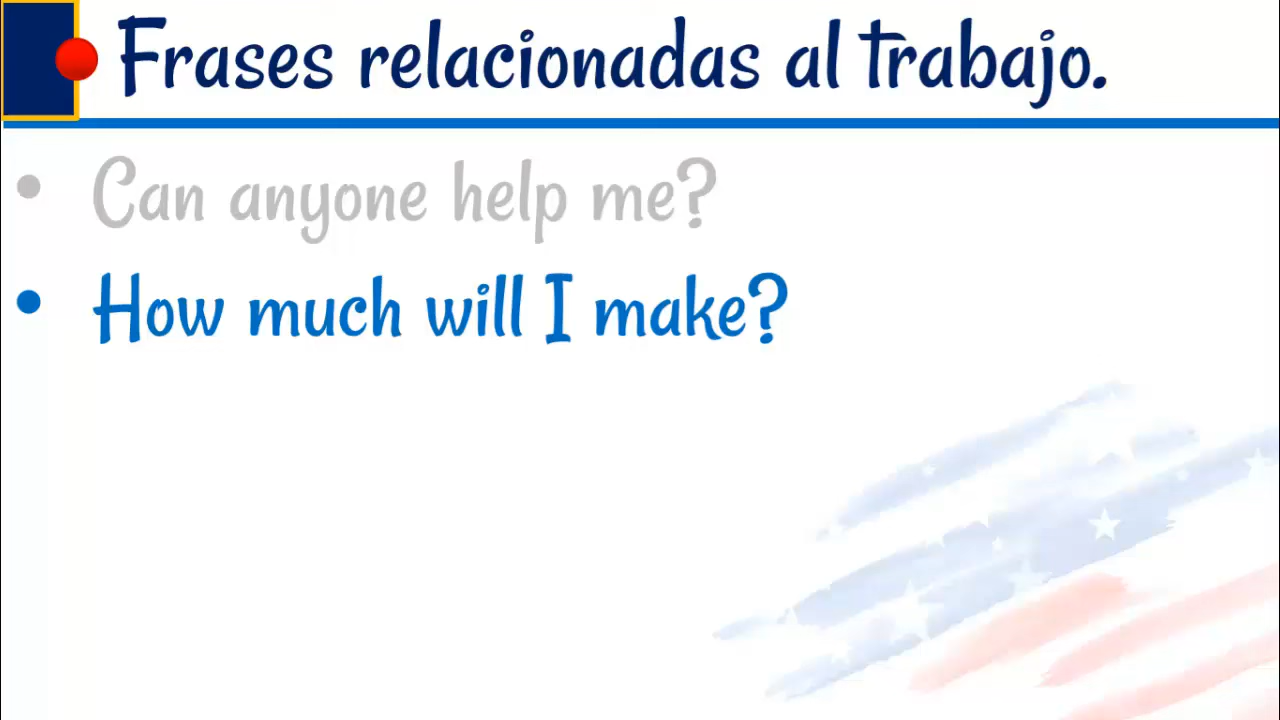 Frases relacionadas al trabajo.
• Can anyone help me?
• How much will I make?